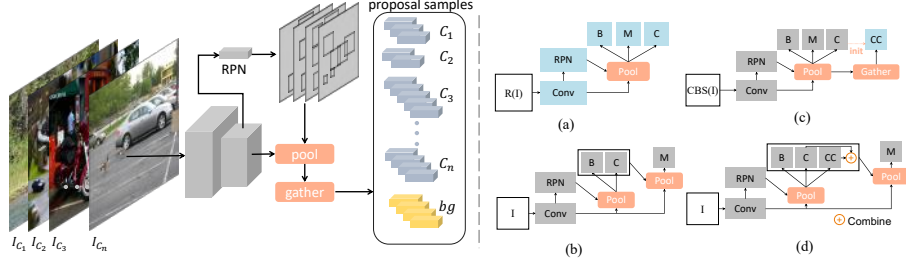 proposal samples
RPN
C1
C2
C3
Cn
bg
pool
gather
IC1 IC2 IC3 ICn
B M C
RPN
Pool
R(I)
Conv
(a)
B M C CC
init
RPN
Pool
Gather
CBS(I)
Conv
(c)
B C M
RPN
Pool
Pool
I
Conv
(b)
B C CC + M
RPN
Pool
Pool
I
Conv
+ Combine
(d)